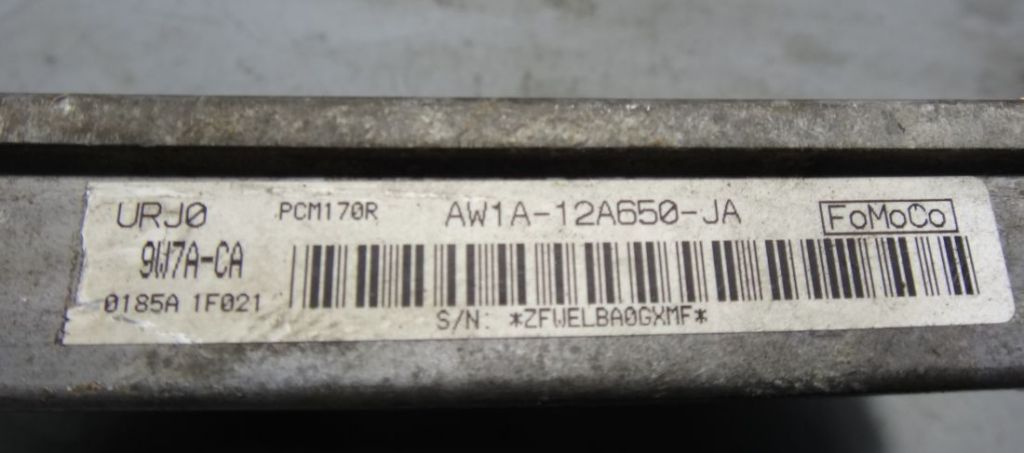 URJ0 PCM170R AW1A-12A650-JA FoMoCo
9W7A-CA
0185A 1F021
S/N: *ZFWELBA0GXMF*